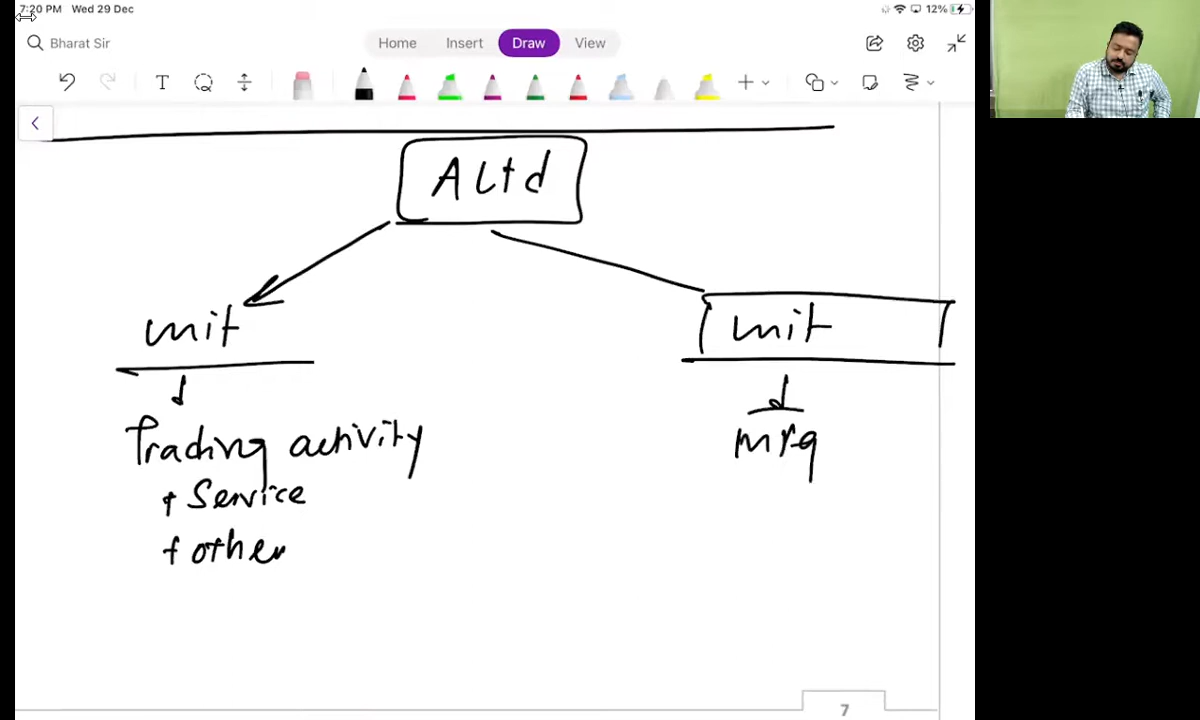 7:20 PM Wed 29 Dec
12%
Bharat Sir
Home Insert Draw View
T
A Ltd
unit
unit
Trading activity
+ Service
+ other
mfg
7